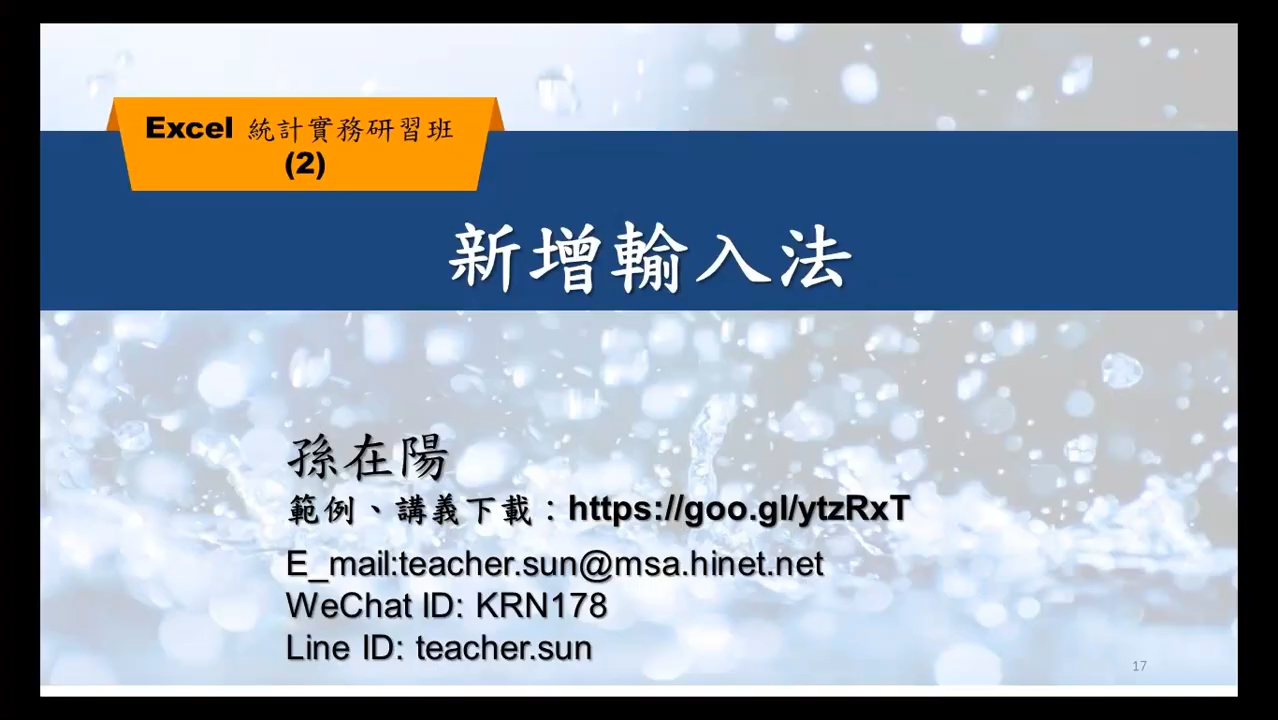 Excel 統計實務研習班
(2)
新增輸入法
孫在陽
範例、講義下載：https://goo.gl/ytzRxT
E_mail:teacher.sun@msa.hinet.net
WeChat ID: KRN178
Line ID: teacher.sun
17